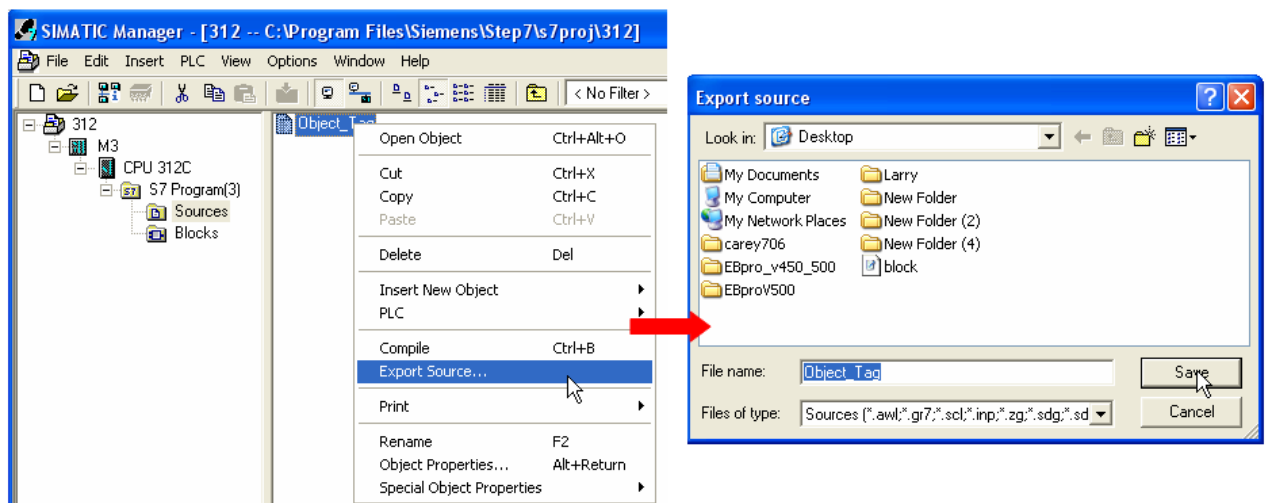 SIMATIC Manager - [312 -- C:\Program Files\Siemens\Step7\s7proj\312]
File Edit Insert PLC View Options Window Help
< No Filter >
312
M3
CPU 312C
S7 Program(3)
Sources
Blocks
Object_Tag
Open Object Ctrl+Alt+O
Cut Ctrl+X
Copy Ctrl+C
Paste Ctrl+V
Delete Del
Insert New Object
PLC
Compile Ctrl+B
Export Source...
Print
Rename F2
Object Properties... Alt+Return
Special Object Properties
Export source
Look in: Desktop
My Documents
My Computer
My Network Places
carey706
EBpro_v450_500
EBproV500
Larry
New Folder
New Folder (2)
New Folder (4)
block
File name: Object_Tag
Save
Files of type: Sources (*.awl;*.gr7;*.scl;*.inp;*.zg;*.sdg;*.sd
Cancel